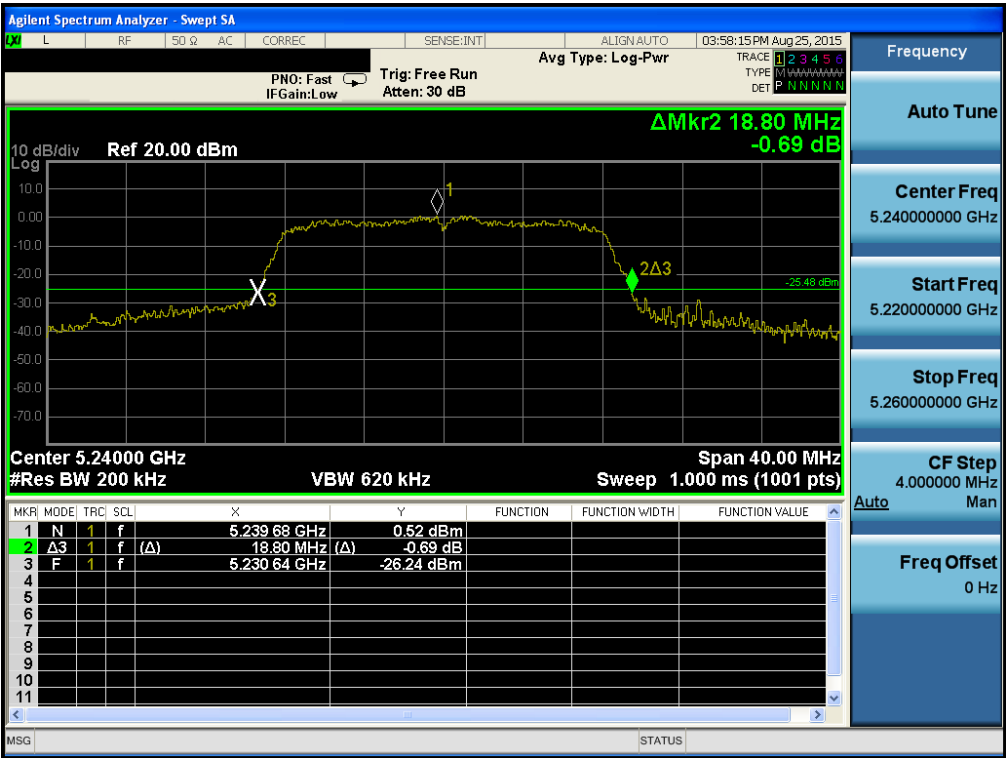 Agilent Spectrum Analyzer - Swept SA
LXI L RF 50 Ω AC CORREC SENSE:INT ALIGN AUTO 03:58:15 PM Aug 25, 2015
Avg Type: Log-Pwr
TRACE 1 2 3 4 5 6
TYPE M WWWWW
DET P N N N N N
PNO: Fast
IFGain:Low
Trig: Free Run
Atten: 30 dB
ΔMkr2 18.80 MHz
-0.69 dB
10 dB/div Ref 20.00 dBm
Log
10.0
0.00
-10.0
-20.0
-30.0
-40.0
-50.0
-60.0
-70.0
1
2Δ3
-25.48 dBm
X3
Center 5.24000 GHz Span 40.00 MHz
#Res BW 200 kHz VBW 620 kHz Sweep 1.000 ms (1001 pts)
MKR MODE TRC SCL X Y FUNCTION FUNCTION WIDTH FUNCTION VALUE
1 N 1 f 5.239 68 GHz 0.52 dBm
2 Δ3 1 f (Δ) 18.80 MHz (Δ) -0.69 dB
3 F 1 f 5.230 64 GHz -26.24 dBm
4
5
6
7
8
9
10
11
MSG STATUS
Frequency
Auto Tune
Center Freq
5.240000000 GHz
Start Freq
5.220000000 GHz
Stop Freq
5.260000000 GHz
CF Step
4.000000 MHz
Auto Man
Freq Offset
0 Hz